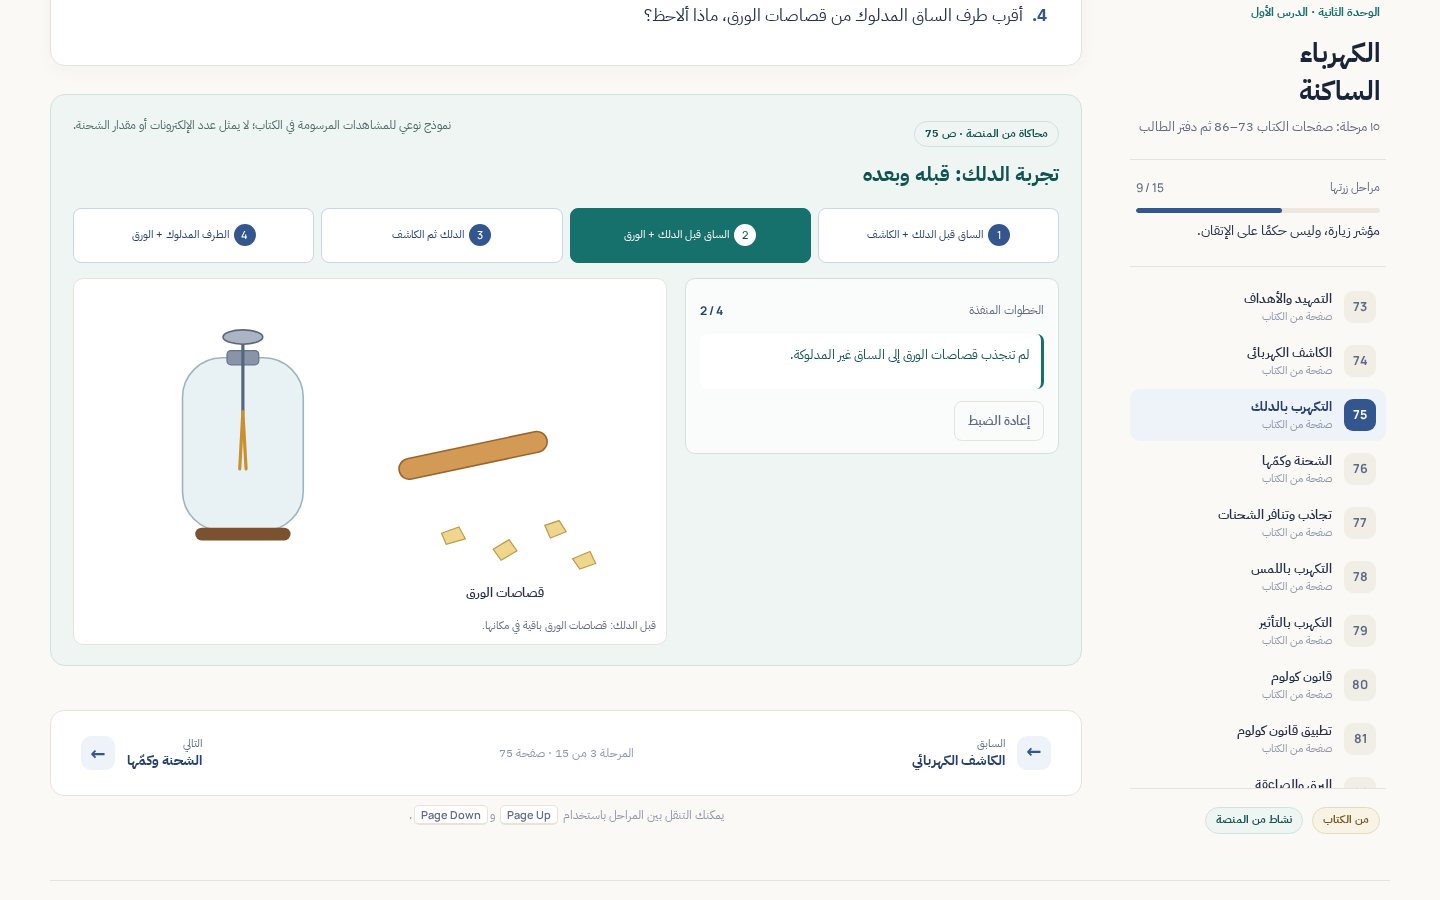 الوحدة الثانية · الدرس الأول
الكهرباء
الساكنة
١٥ مرحلة: صفحات الكتاب 73–86 ثم دفتر الطالب
مراحل زرتها
9 / 15
مؤشر زيارة، وليس حكمًا على الإتقان.
73
التمهيد والأهداف
صفحة من الكتاب
74
الكاشف الكهربائي
صفحة من الكتاب
75
التكهرب بالدلك
صفحة من الكتاب
76
الشحنة وكمّها
صفحة من الكتاب
77
تجاذب وتنافر الشحنات
صفحة من الكتاب
78
التكهرب باللمس
صفحة من الكتاب
79
التكهرب بالتأثير
صفحة من الكتاب
80
قانون كولوم
صفحة من الكتاب
81
تطبيق قانون كولوم
صفحة من الكتاب
البرق والصاعقة
من الكتاب
نشاط من المنصة
4. أقرب طرف الساق المدلوك من قصاصات الورق، ماذا ألاحظ؟
محاكاة من المنصة · ص 75
نموذج نوعي للمشاهدات المرسومة في الكتاب؛ لا يمثل عدد الإلكترونات أو مقدار الشحنة.
تجربة الدلك: قبله وبعده
1 الساق قبل الدلك + الكاشف
2 الساق قبل الدلك + الورق
3 الدلك ثم الكاشف
4 الطرف المدلوك + الورق
الخطوات المنفذة
2 / 4
لم تنجذب قصاصات الورق إلى الساق غير المدلوكة.
إعادة الضبط
قصاصات الورق
قبل الدلك: قصاصات الورق باقية في مكانها.
السابق
الكاشف الكهربائي
المرحلة 3 من 15 · صفحة 75
التالي
الشحنة وكمّها
يمكنك التنقل بين المراحل باستخدام Page Up و Page Down .